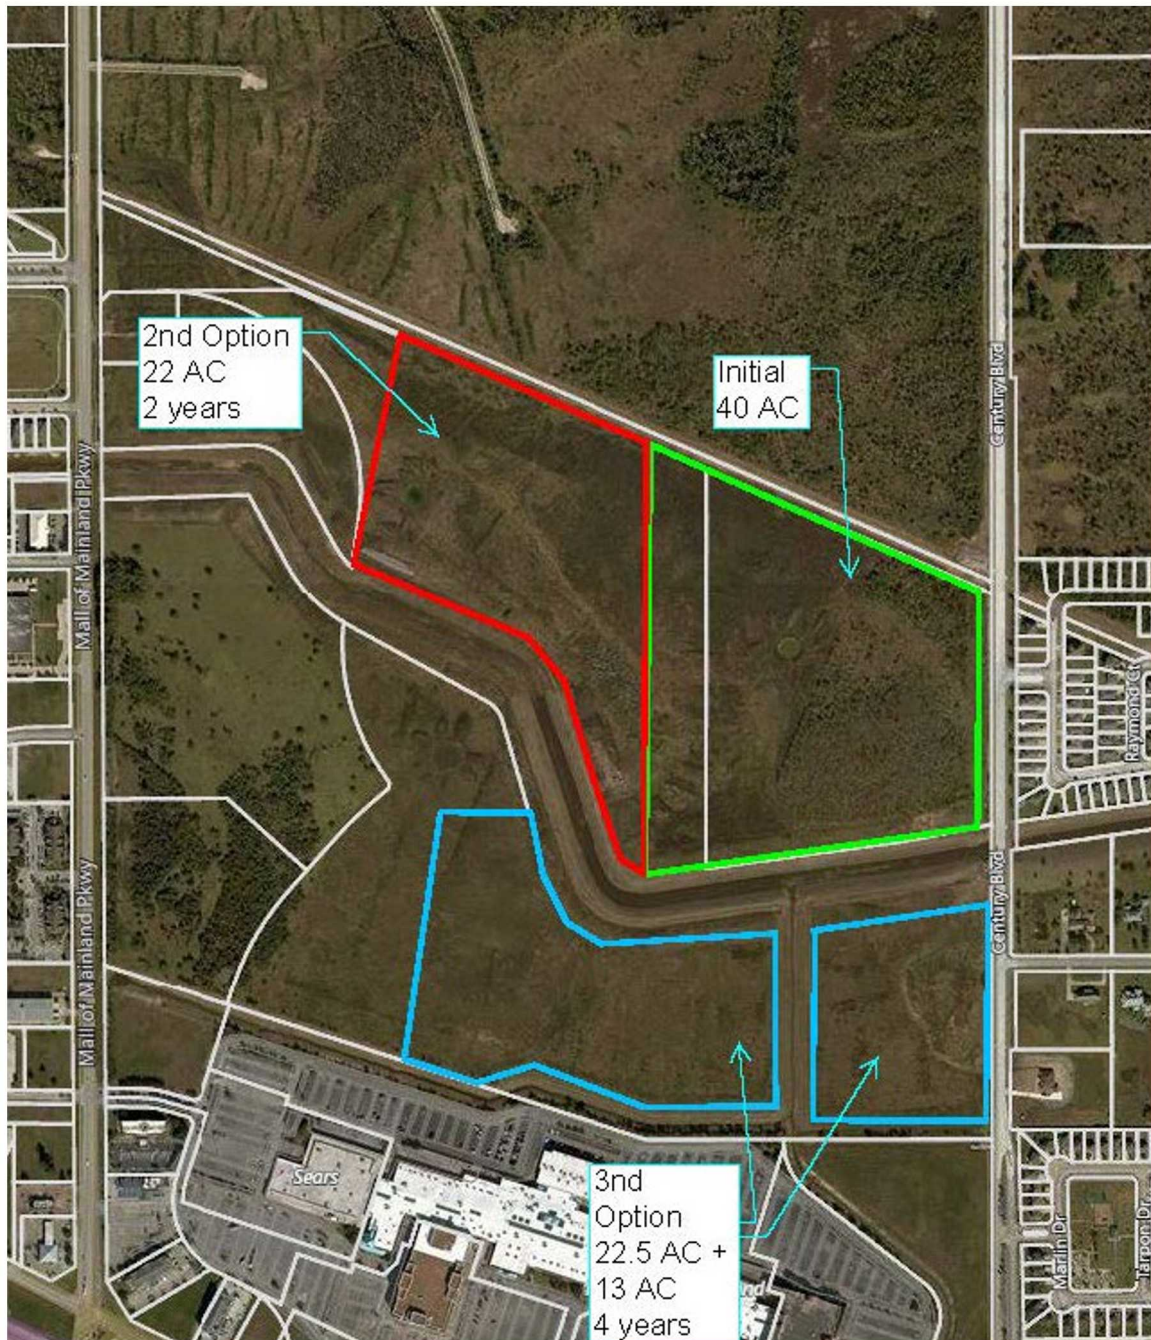 2nd Option
22 AC
2 years
Initial
40 AC
Century Blvd
Mall of Mainland Pkwy
Raymond Ct
Mall of Mainland Pkwy
Century Blvd
Sears
3nd
Option
22.5 AC +
13 AC
4 years
Marlin Dr
Tarpon Dr